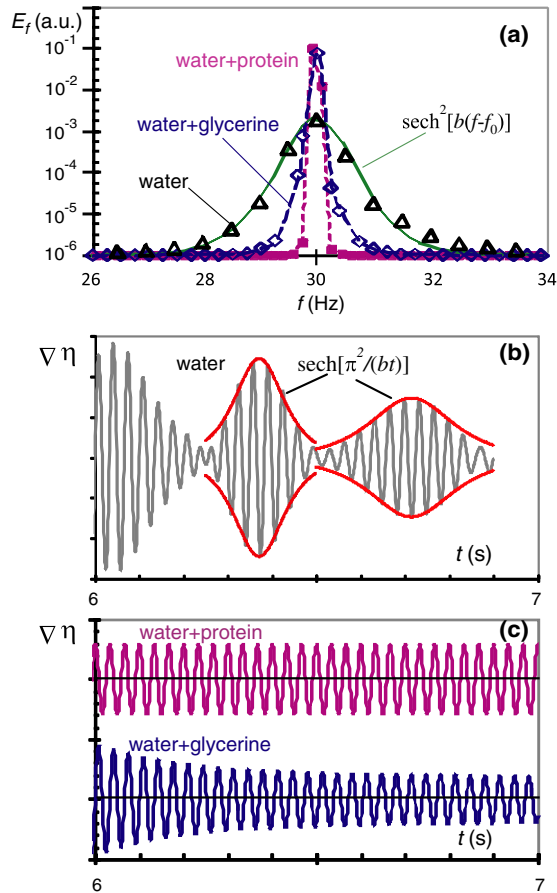 E_f (a.u.)
(a)
10^-1
10^-2
10^-3
10^-4
10^-5
10^-6
water+protein
water+glycerine
water
sech^2[b(f-f_0)]
26 28 30 32 34
f (Hz)
∇η
(b)
water
sech[π^2/(bt)]
t (s)
6 7
∇η
(c)
water+protein
water+glycerine
t (s)
6 7